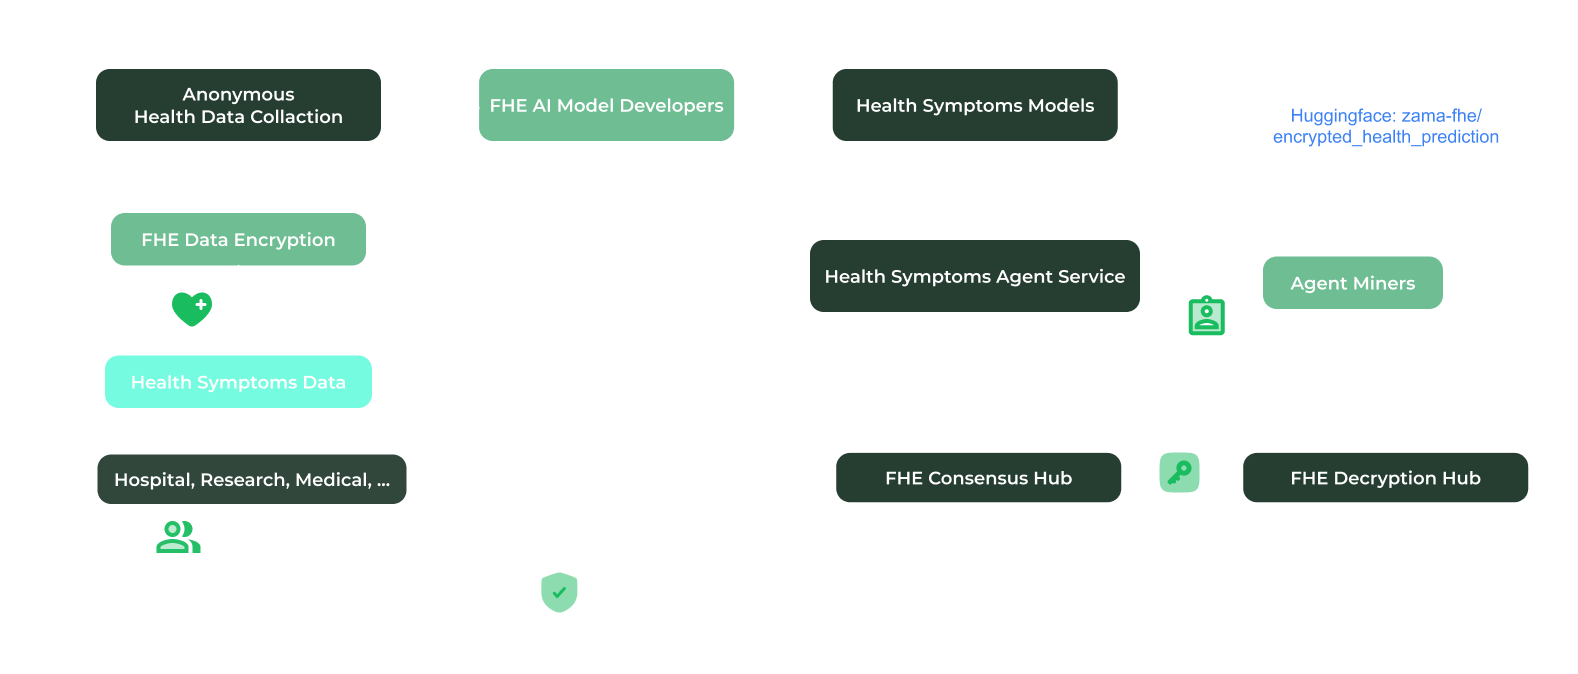 Anonymous
Health Data Collaction
FHE AI Model Developers
Health Symptoms Models
Huggingface: zama-fhe/
encrypted_health_prediction
FHE Data Encryption
Health Symptoms Agent Service
Agent Miners
Health Symptoms Data
Hospital, Research, Medical, ...
FHE Consensus Hub
FHE Decryption Hub